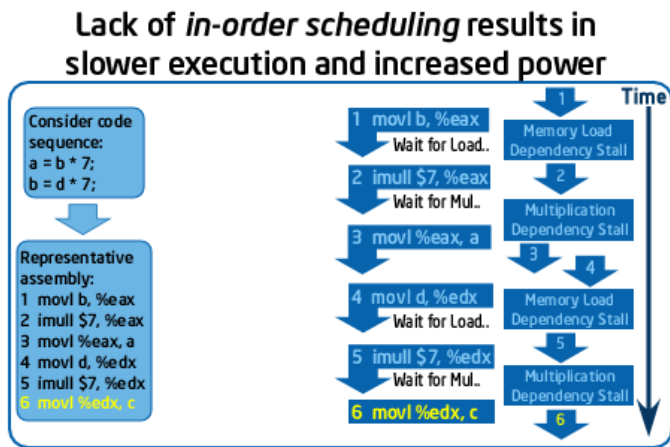 Lack of in-order scheduling results in
slower execution and increased power
Consider code
sequence:
a = b * 7;
b = d * 7;
Representative
assembly:
1 movl b, %eax
2 imull $7, %eax
3 movl %eax, a
4 movl d, %edx
5 imull $7, %edx
6 movl %edx, c
1 movl b, %eax
Wait for Load..
2 imull $7, %eax
Wait for Mul..
3 movl %eax, a
4 movl d, %edx
Wait for Load..
5 imull $7, %edx
Wait for Mul..
6 movl %edx, c
1
Time
Memory Load
Dependency Stall
2
Multiplication
Dependency Stall
3
4
Memory Load
Dependency Stall
5
Multiplication
Dependency Stall
6